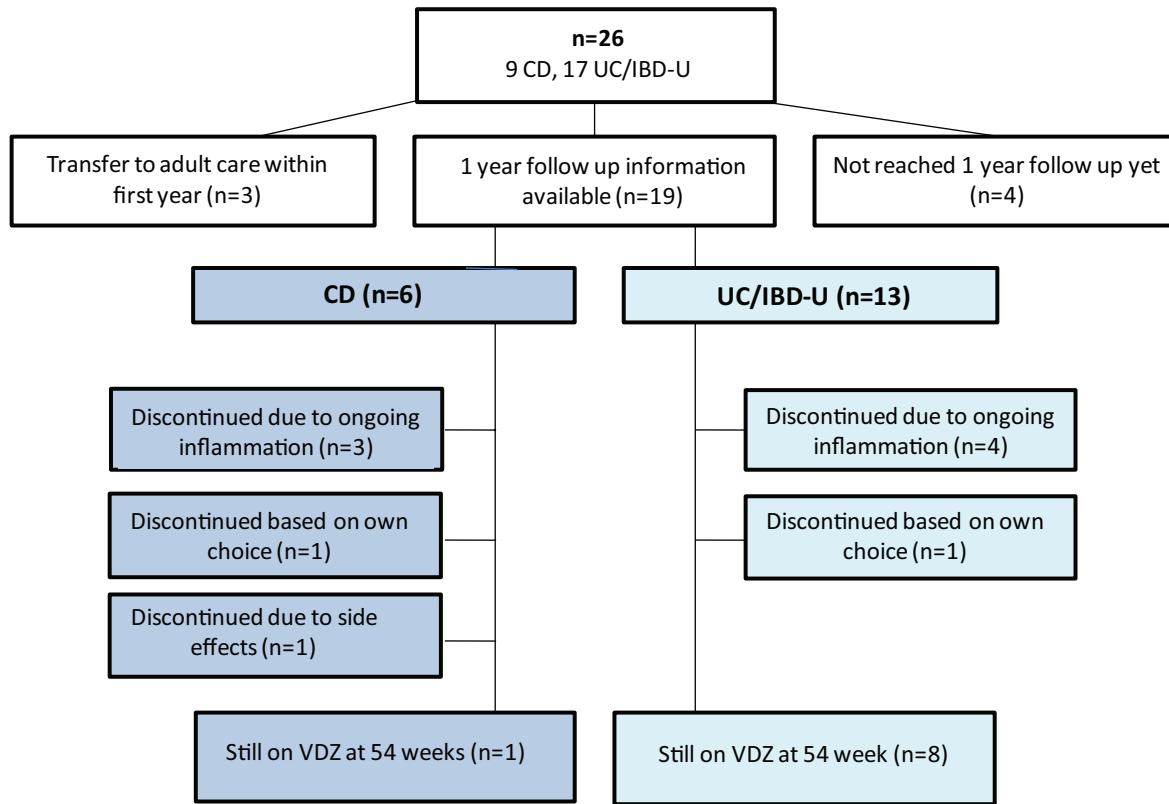 n=26
9 CD, 17 UC/IBD-U
Transfer to adult care within
first year (n=3)
1 year follow up information
available (n=19)
Not reached 1 year follow up yet
(n=4)
CD (n=6)
UC/IBD-U (n=13)
Discontinued due to ongoing
inflammation (n=3)
Discontinued based on own
choice (n=1)
Discontinued due to side
effects (n=1)
Discontinued due to ongoing
inflammation (n=4)
Discontinued based on own
choice (n=1)
Still on VDZ at 54 weeks (n=1)
Still on VDZ at 54 week (n=8)